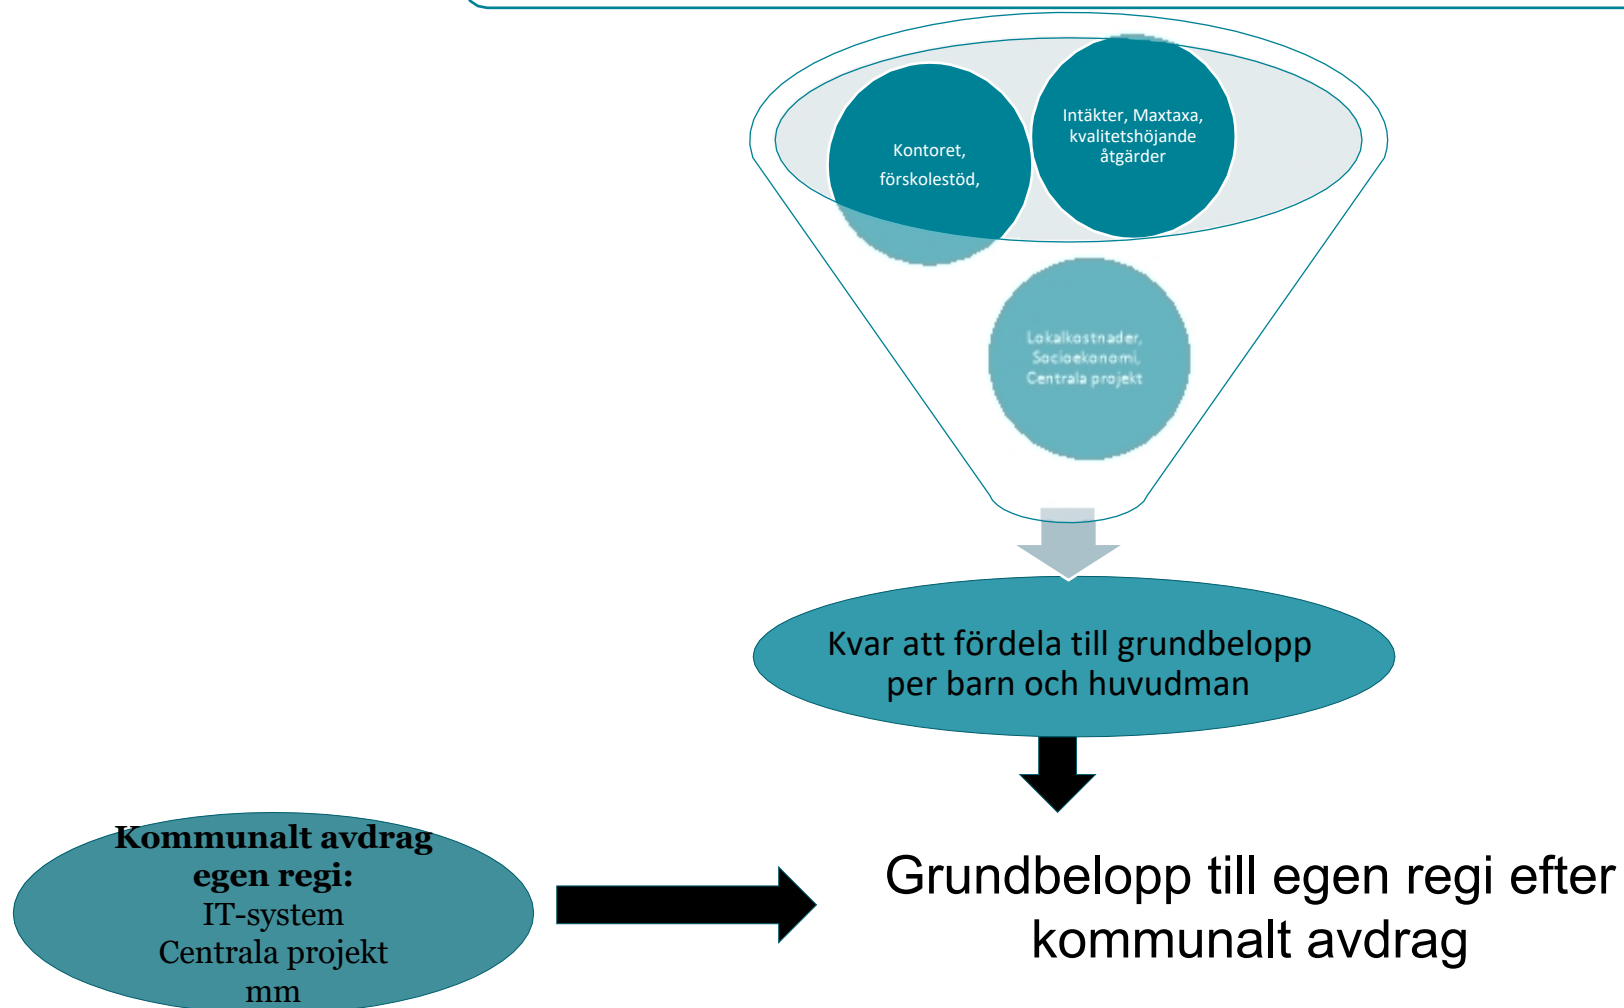 Kontoret,
förskolestöd,
Intäkter, Maxtaxa,
kvalitetshöjande
åtgärder
Lokalkostnader,
Socioekonomi,
Centrala projekt
Kvar att fördela till grundbelopp
per barn och huvudman
Kommunalt avdrag
egen regi:
IT-system
Centrala projekt
mm
Grundbelopp till egen regi efter
kommunalt avdrag